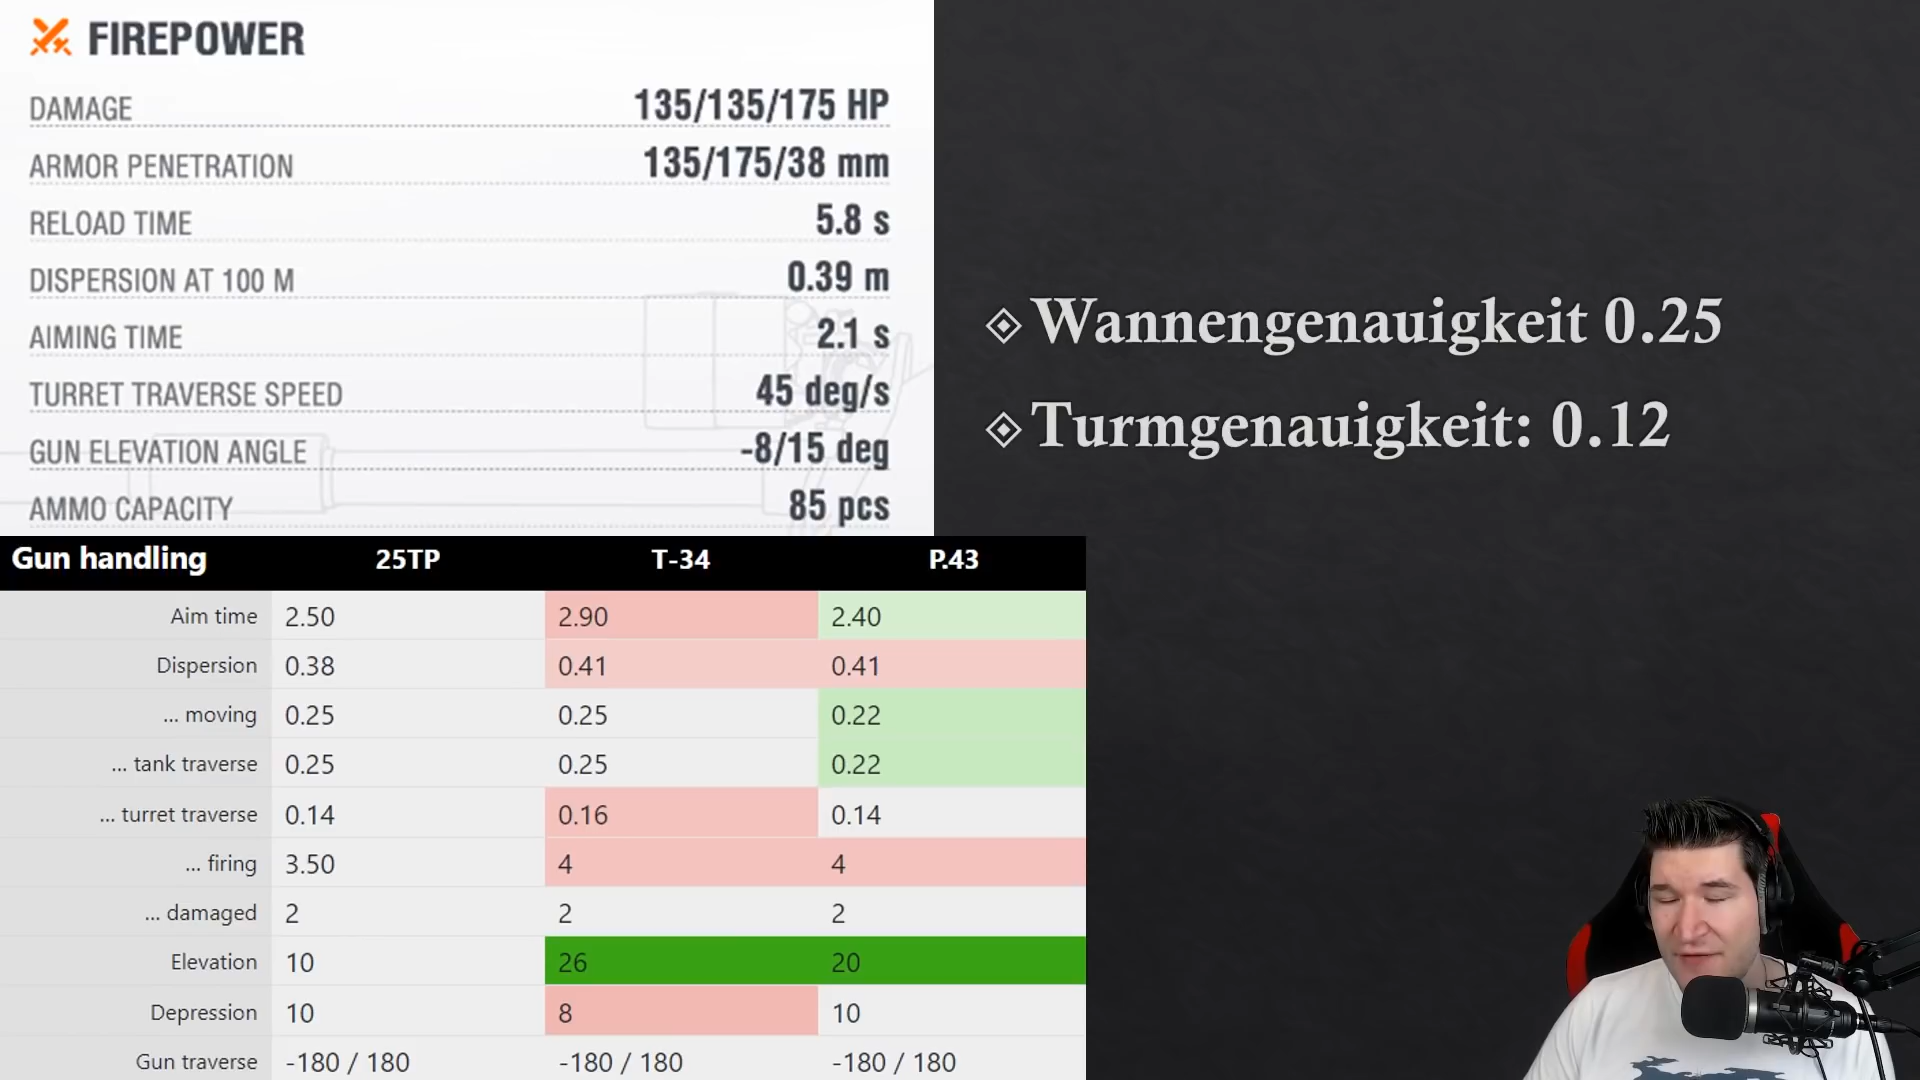 FIREPOWER
DAMAGE 135/135/175 HP
ARMOR PENETRATION 135/175/38 mm
RELOAD TIME 5.8 s
DISPERSION AT 100 M 0.39 m
AIMING TIME 2.1 s
TURRET TRAVERSE SPEED 45 deg/s
GUN ELEVATION ANGLE -8/15 deg
AMMO CAPACITY 85 pcs
Wannengenauigkeit 0.25
Turmgenauigkeit: 0.12
Gun handling 25TP T-34 P.43
Aim time 2.50 2.90 2.40
Dispersion 0.38 0.41 0.41
... moving 0.25 0.25 0.22
... tank traverse 0.25 0.25 0.22
... turret traverse 0.14 0.16 0.14
... firing 3.50 4 4
... damaged 2 2 2
Elevation 10 26 20
Depression 10 8 10
Gun traverse -180 / 180 -180 / 180 -180 / 180